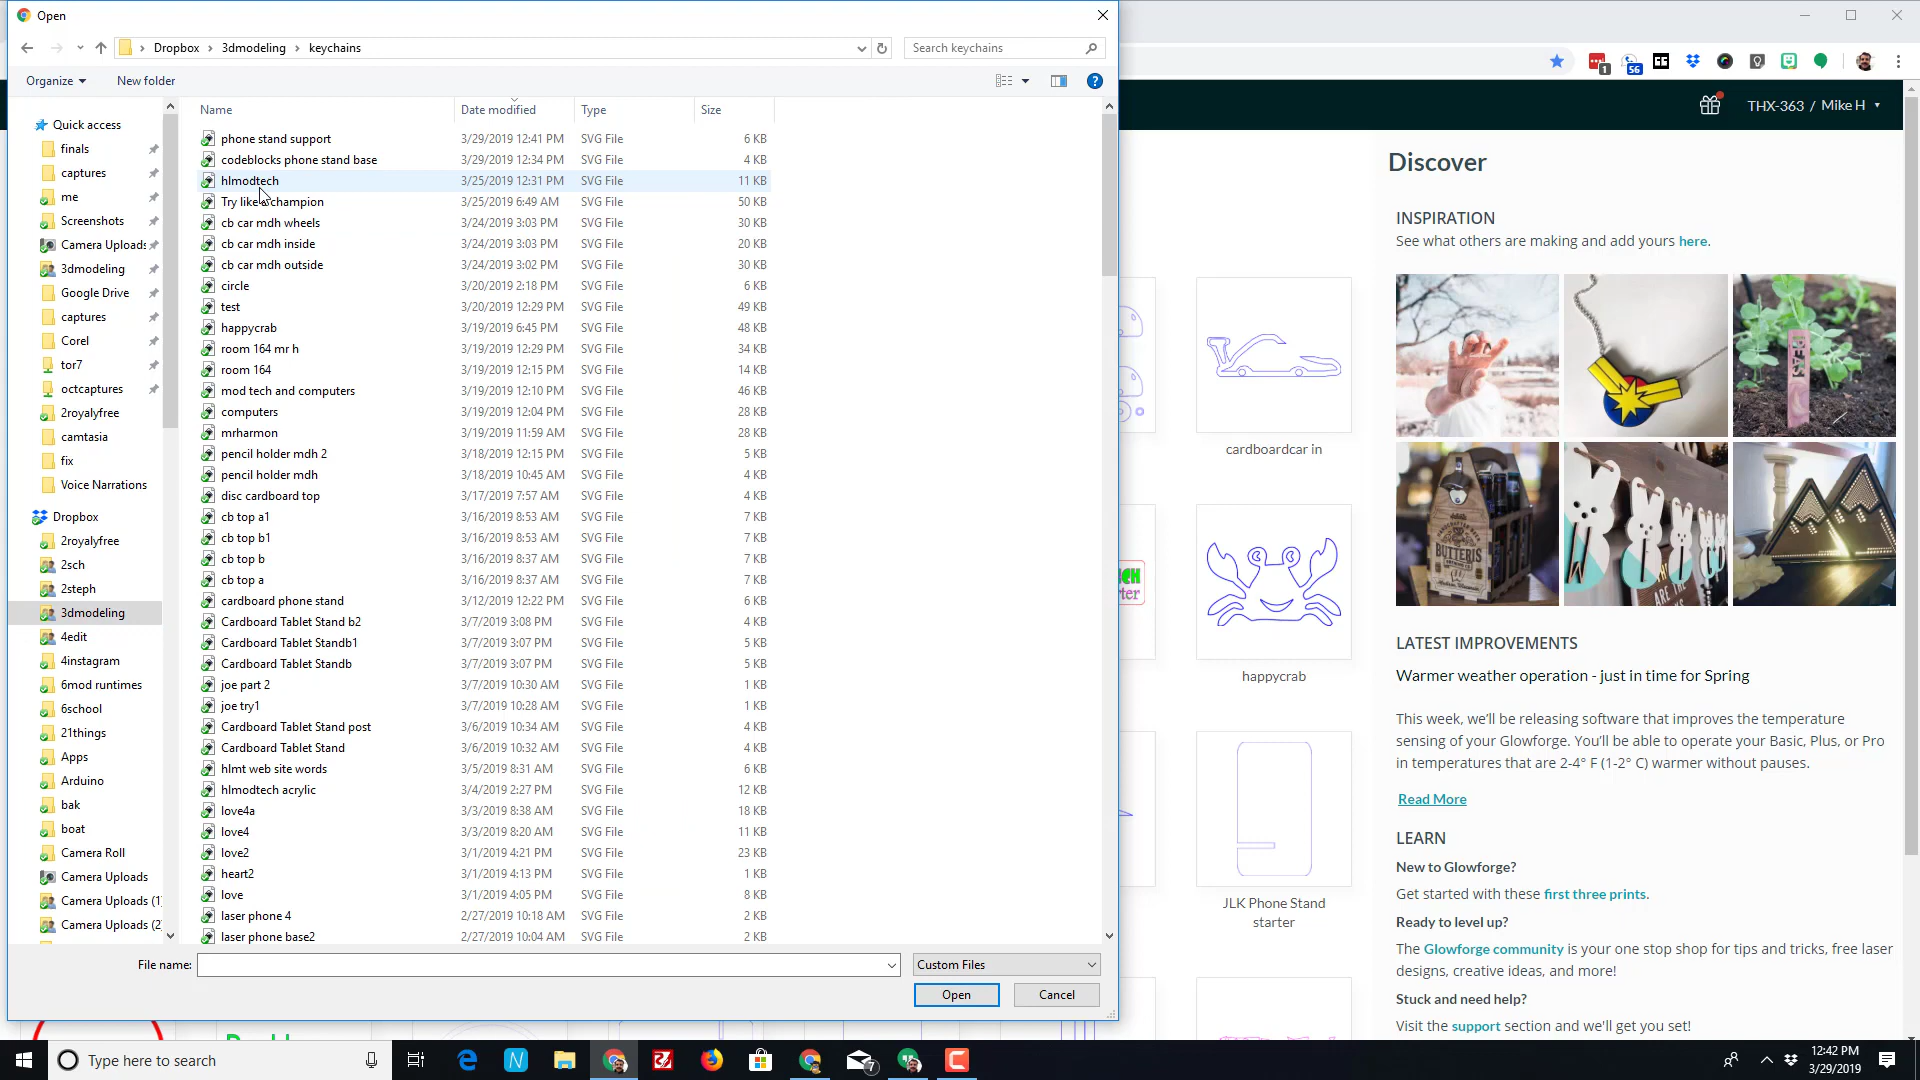 Open
Dropbox › 3dmodeling › keychains
Search keychains
Organize
New folder
Name
Date modified
Type
Size
Quick access
finals
captures
me
Screenshots
Camera Uploads
3dmodeling
Google Drive
captures
Corel
tor7
octcaptures
2royalyfree
camtasia
fix
Voice Narrations
Dropbox
2royalyfree
2sch
2steph
3dmodeling
4edit
4instagram
6mod runtimes
6school
21things
Apps
Arduino
bak
boat
Camera Roll
Camera Uploads
Camera Uploads (1)
Camera Uploads (2)
phone stand support 3/29/2019 12:41 PM SVG File 6 KB
codeblocks phone stand base 3/29/2019 12:34 PM SVG File 4 KB
hlmodtech 3/25/2019 12:31 PM SVG File 11 KB
Try like champion 3/25/2019 6:49 AM SVG File 50 KB
cb car mdh wheels 3/24/2019 3:03 PM SVG File 30 KB
cb car mdh inside 3/24/2019 3:03 PM SVG File 20 KB
cb car mdh outside 3/24/2019 3:02 PM SVG File 30 KB
circle 3/20/2019 2:18 PM SVG File 6 KB
test 3/20/2019 12:29 PM SVG File 49 KB
happycrab 3/19/2019 6:45 PM SVG File 48 KB
room 164 mr h 3/19/2019 12:29 PM SVG File 34 KB
room 164 3/19/2019 12:15 PM SVG File 14 KB
mod tech and computers 3/19/2019 12:10 PM SVG File 46 KB
computers 3/19/2019 12:04 PM SVG File 28 KB
mrharmon 3/19/2019 11:59 AM SVG File 28 KB
pencil holder mdh 2 3/18/2019 12:15 PM SVG File 5 KB
pencil holder mdh 3/18/2019 10:45 AM SVG File 4 KB
disc cardboard top 3/17/2019 7:57 AM SVG File 4 KB
cb top a1 3/16/2019 8:53 AM SVG File 7 KB
cb top b1 3/16/2019 8:53 AM SVG File 7 KB
cb top b 3/16/2019 8:37 AM SVG File 7 KB
cb top a 3/16/2019 8:37 AM SVG File 7 KB
cardboard phone stand 3/12/2019 12:22 PM SVG File 6 KB
Cardboard Tablet Stand b2 3/7/2019 3:08 PM SVG File 4 KB
Cardboard Tablet Standb1 3/7/2019 3:07 PM SVG File 5 KB
Cardboard Tablet Standb 3/7/2019 3:07 PM SVG File 5 KB
joe part 2 3/7/2019 10:30 AM SVG File 1 KB
joe try1 3/7/2019 10:28 AM SVG File 1 KB
Cardboard Tablet Stand post 3/6/2019 10:34 AM SVG File 4 KB
Cardboard Tablet Stand 3/6/2019 10:32 AM SVG File 4 KB
hlmt web site words 3/5/2019 8:31 AM SVG File 6 KB
hlmodtech acrylic 3/4/2019 2:27 PM SVG File 12 KB
love4a 3/3/2019 8:38 AM SVG File 18 KB
love4 3/3/2019 8:20 AM SVG File 11 KB
love2 3/1/2019 4:21 PM SVG File 23 KB
heart2 3/1/2019 4:13 PM SVG File 1 KB
love 3/1/2019 4:05 PM SVG File 8 KB
laser phone 4 2/27/2019 10:18 AM SVG File 2 KB
laser phone base2 2/27/2019 10:04 AM SVG File 2 KB
File name:
Custom Files
Open
Cancel
1
56
THX-363 / Mike H
cardboardcar in
happycrab
JLK Phone Stand
starter
Discover
INSPIRATION
See what others are making and add yours here.
BUTTERIS
LATEST IMPROVEMENTS
Warmer weather operation - just in time for Spring
This week, we'll be releasing software that improves the temperature
sensing of your Glowforge. You'll be able to operate your Basic, Plus, or Pro
in temperatures that are 2-4° F (1-2° C) warmer without pauses.
Read More
LEARN
New to Glowforge?
Get started with these first three prints.
Ready to level up?
The Glowforge community is your one stop shop for tips and tricks, free laser
designs, creative ideas, and more!
Stuck and need help?
Visit the support section and we'll get you set!
Type here to search
7
12:42 PM
3/29/2019